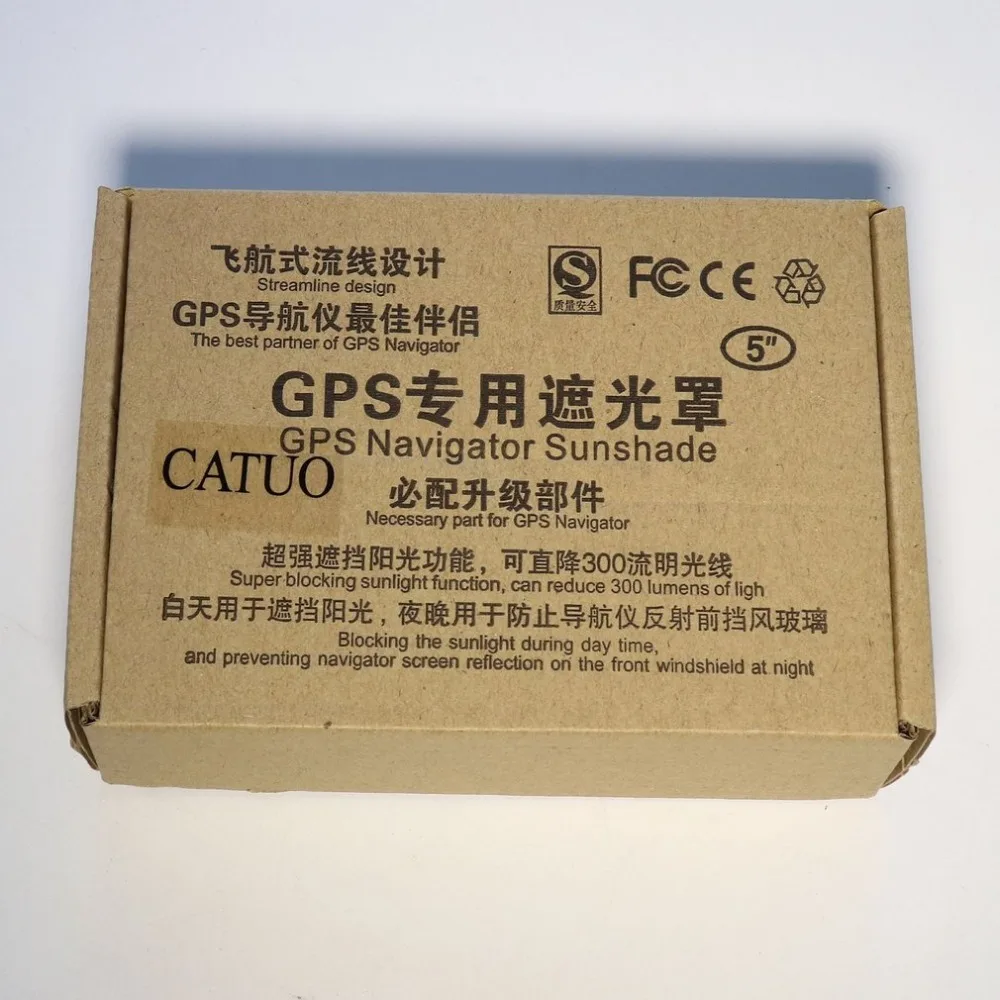 飞航式流线设计
Streamline design
GPS导航仪最佳伴侣
The best partner of GPS Navigator
质量安全
FC CE
5"
GPS专用遮光罩
GPS Navigator Sunshade
CATUO
必配升级部件
Necessary part for GPS Navigator
超强遮挡阳光功能，可直降300流明光线
Super blocking sunlight function, can reduce 300 lumens of ligh
白天用于遮挡阳光，夜晚用于防止导航仪反射前挡风玻璃
Blocking the sunlight during day time,
and preventing navigator screen reflection on the front windshield at night